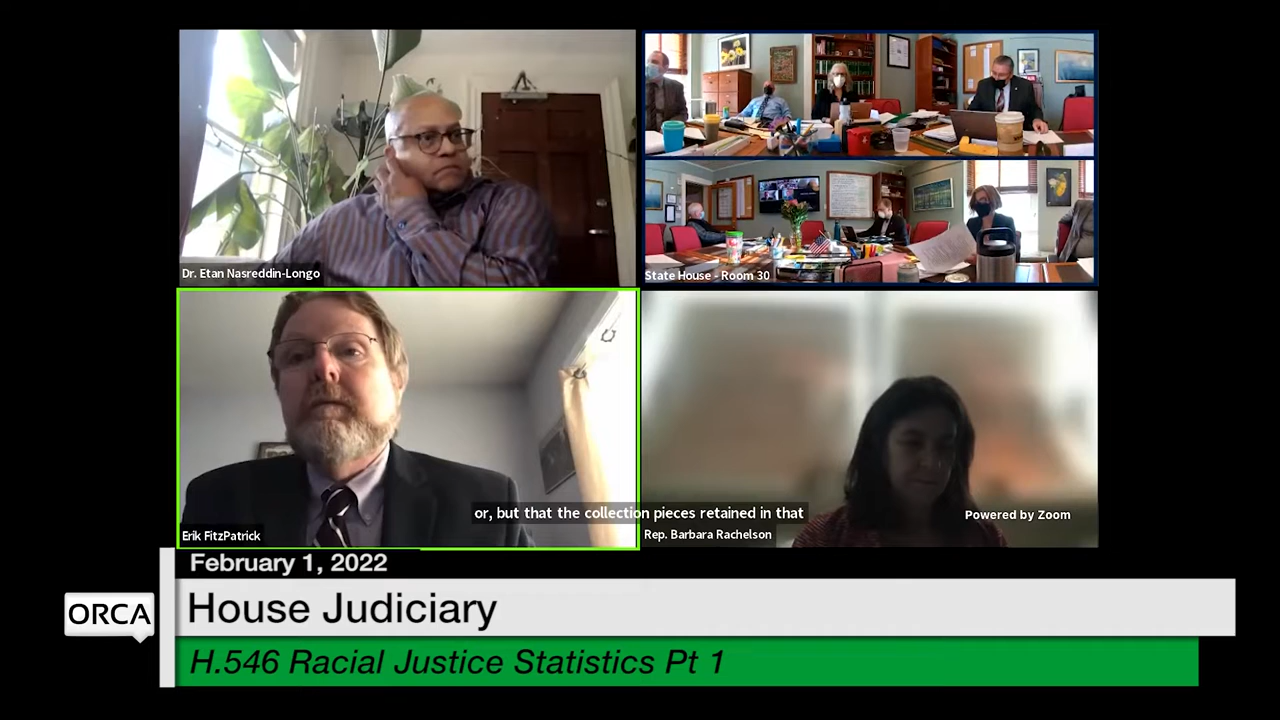 Dr. Etan Nasreddin-Longo
State House - Room 30
or, but that the collection pieces retained in that
Powered by Zoom
Erik FitzPatrick
Rep. Barbara Rachelson
February 1, 2022
ORCA
House Judiciary
H.546 Racial Justice Statistics Pt 1